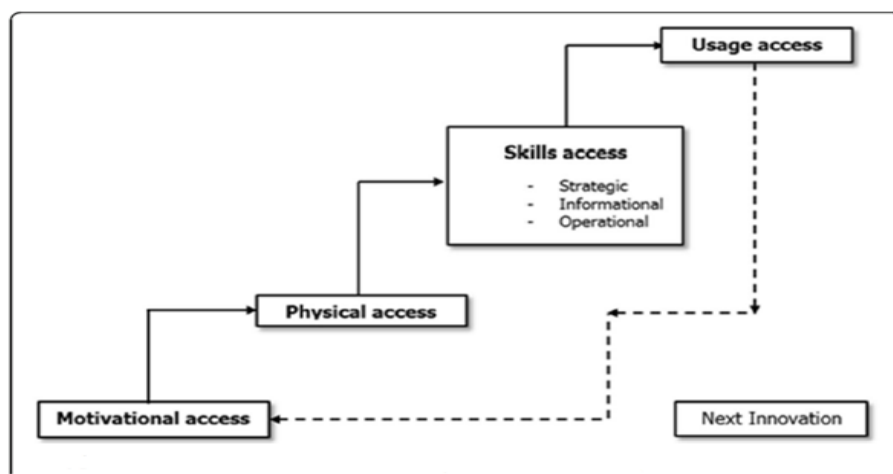 Usage access
Skills access
- Strategic
- Informational
- Operational
Physical access
Motivational access
Next Innovation